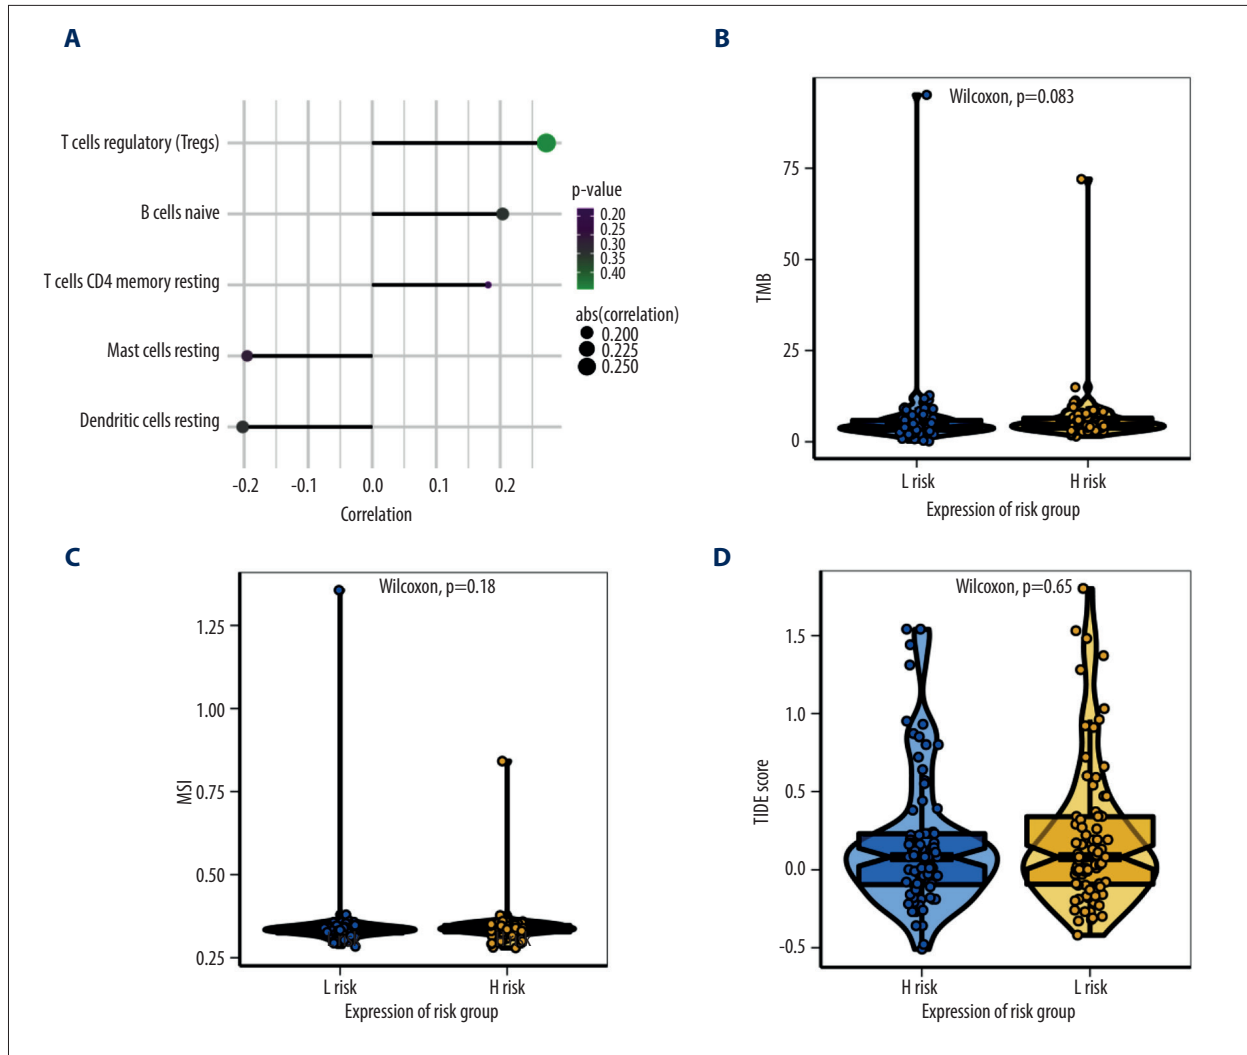 A
T cells regulatory (Tregs)
B cells naive
T cells CD4 memory resting
Mast cells resting
Dendritic cells resting
-0.2 -0.1 0.0 0.1 0.2
Correlation
p-value
0.20
0.25
0.30
0.35
0.40
abs(correlation)
0.200
0.225
0.250
B
Wilcoxon, p=0.083
TMB
75
50
25
0
L risk H risk
Expression of risk group
C
Wilcoxon, p=0.18
MSI
1.25
1.00
0.75
0.50
0.25
L risk H risk
Expression of risk group
D
Wilcoxon, p=0.65
TIDE score
1.5
1.0
0.5
0.0
-0.5
H risk L risk
Expression of risk group